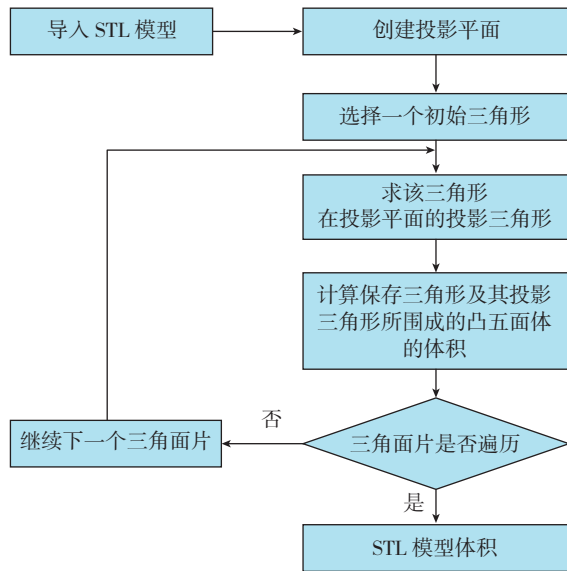 导入 STL 模型
创建投影平面
选择一个初始三角形
求该三角形
在投影平面的投影三角形
计算保存三角形及其投影
三角形所围成的凸五面体
的体积
否
继续下一个三角面片
三角面片是否遍历
是
STL 模型体积